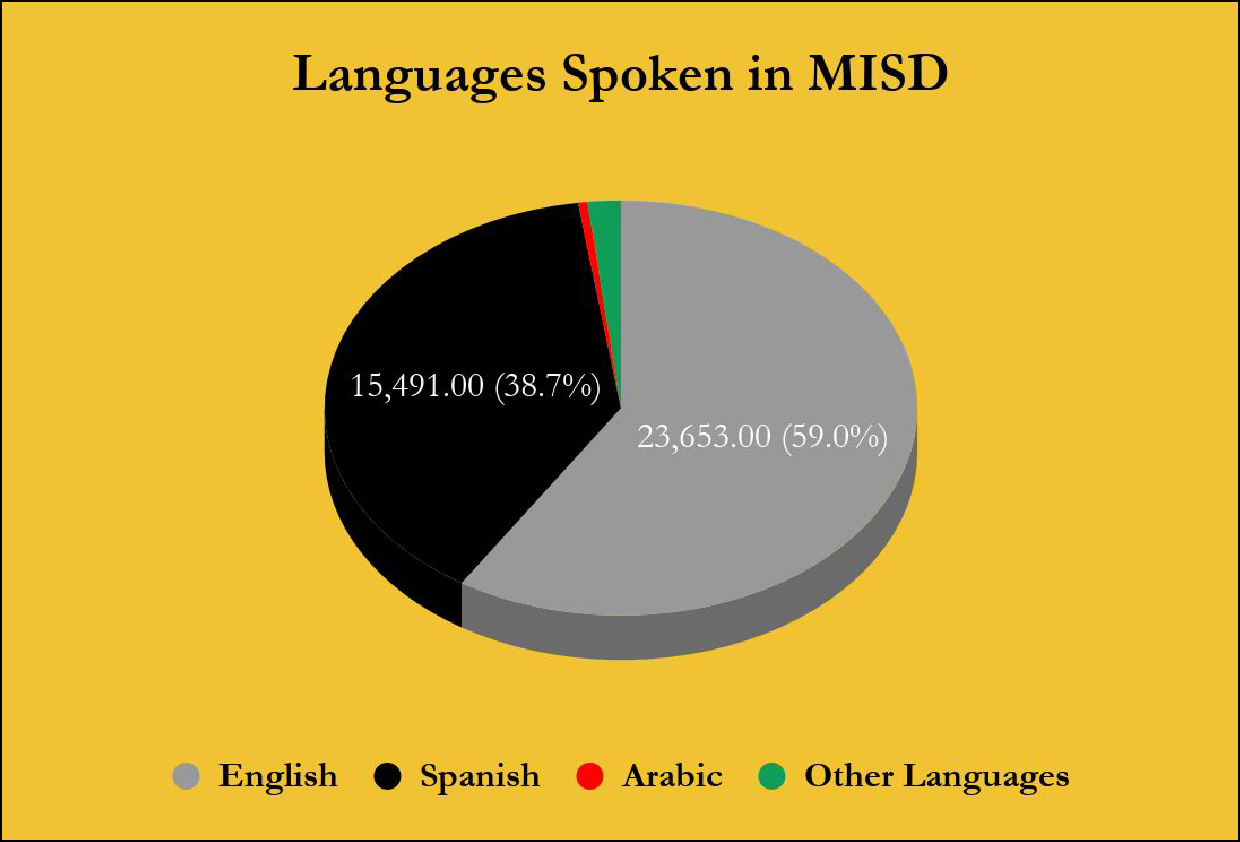 Languages Spoken in MISD
15,491.00 (38.7%)
23,653.00 (59.0%)
English Spanish Arabic Other Languages